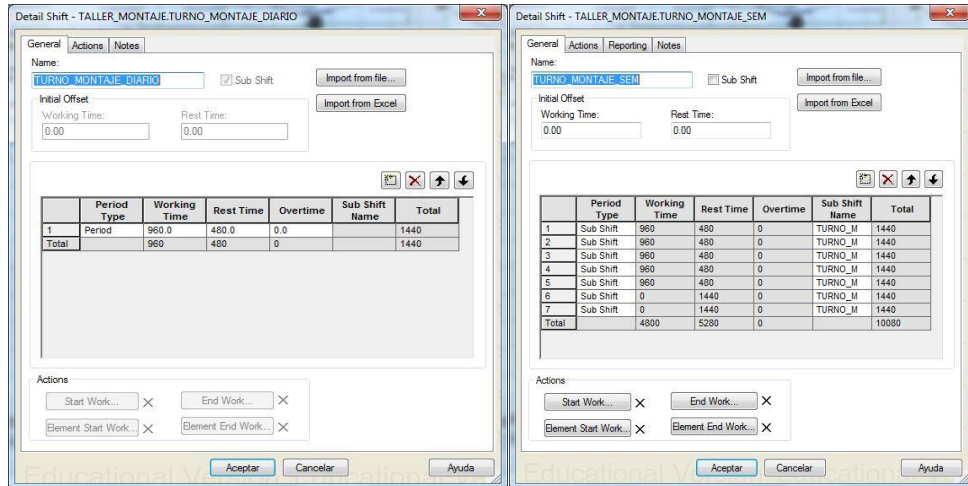 Detail Shift - TALLER_MONTAJE.TURNO_MONTAJE_DIARIO
General Actions Notes
Name:
TURNO_MONTAJE_DIARIO Sub Shift Import from file...
Initial Offset Import from Excel
Working Time: Rest Time:
0.00 0.00
Period Type Working Time Rest Time Overtime Sub Shift Name Total
1 Period 960.0 480.0 0.0 1440
Total 960 480 0 1440
Actions
Start Work... End Work...
Element Start Work... Element End Work...
Aceptar Cancelar Ayuda
Educational Version Educational
Detail Shift - TALLER_MONTAJE.TURNO_MONTAJE_SEM
General Actions Reporting Notes
Name:
TURNO_MONTAJE_SEM Sub Shift Import from file...
Initial Offset Import from Excel
Working Time: Rest Time:
0.00 0.00
Period Type Working Time Rest Time Overtime Sub Shift Name Total
1 Sub Shift 960 480 0 TURNO_M 1440
2 Sub Shift 960 480 0 TURNO_M 1440
3 Sub Shift 960 480 0 TURNO_M 1440
4 Sub Shift 960 480 0 TURNO_M 1440
5 Sub Shift 960 480 0 TURNO_M 1440
6 Sub Shift 0 1440 0 TURNO_M 1440
7 Sub Shift 0 1440 0 TURNO_M 1440
Total 4800 5280 0 10080
Actions
Start Work... End Work...
Element Start Work... Element End Work...
Aceptar Cancelar Ayuda
Educational